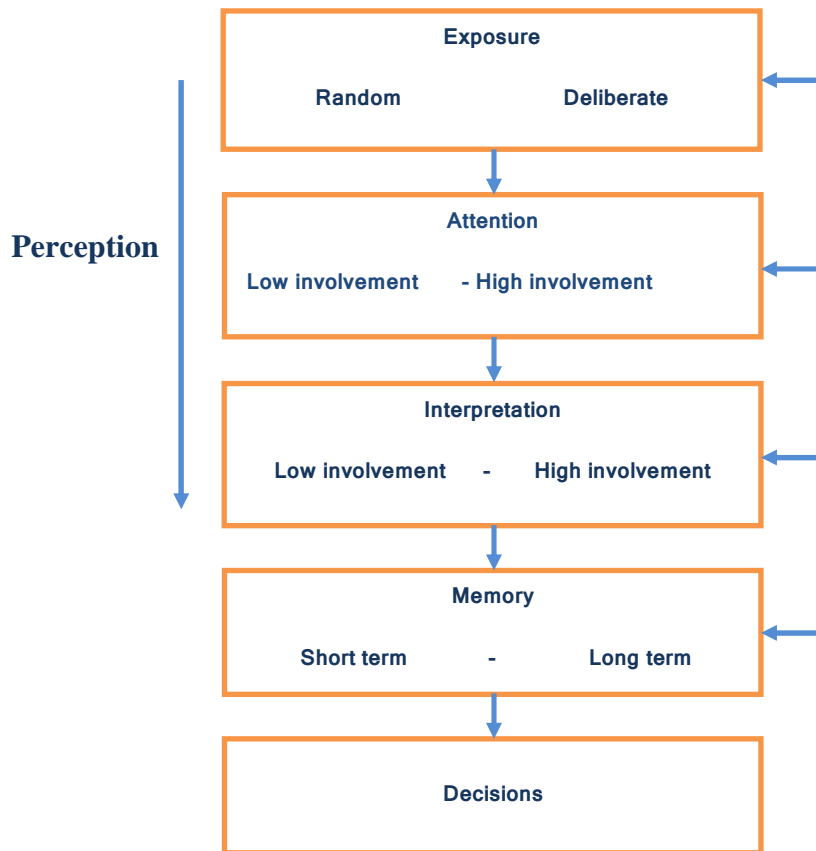 Exposure
Random Deliberate
Attention
Perception
Low involvement - High involvement
Interpretation
Low involvement - High involvement
Memory
Short term - Long term
Decisions